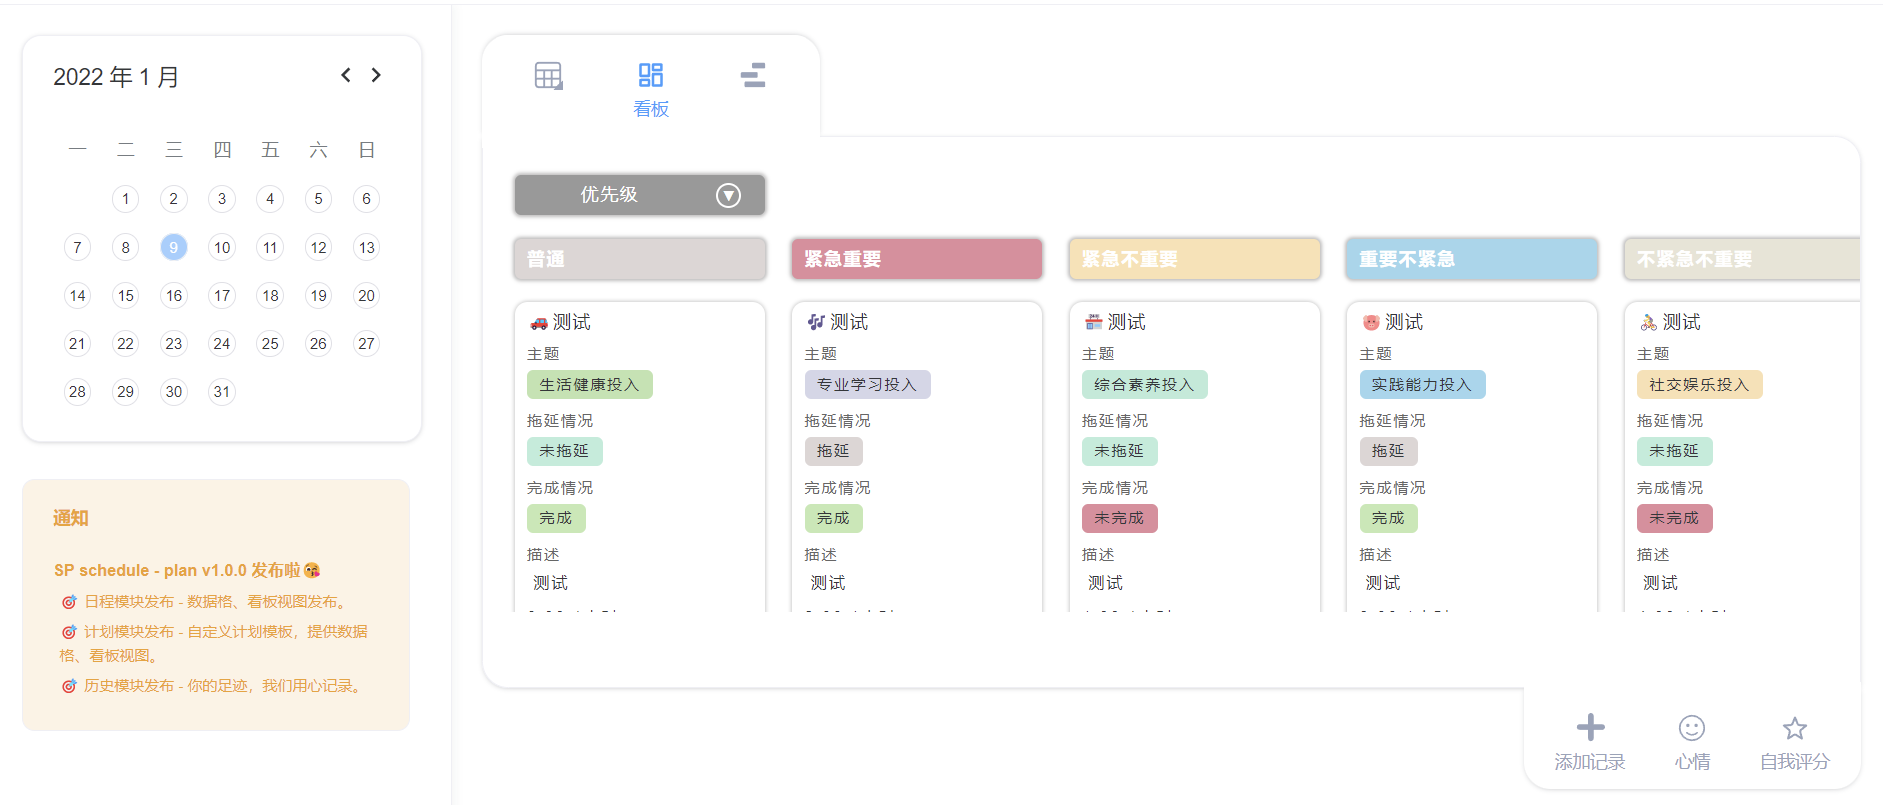 2022 年 1 月
一 二 三 四 五 六 日
1 2 3 4 5 6
7 8 9 10 11 12 13
14 15 16 17 18 19 20
21 22 23 24 25 26 27
28 29 30 31
通知
SP schedule - plan v1.0.0 发布啦
日程模块发布 - 数据格、看板视图发布。
计划模块发布 - 自定义计划模板，提供数据
格、看板视图。
历史模块发布 - 你的足迹，我们用心记录。
看板
优先级
普通
测试
主题
生活健康投入
拖延情况
未拖延
完成情况
完成
描述
测试
紧急重要
测试
主题
专业学习投入
拖延情况
拖延
完成情况
完成
描述
测试
紧急不重要
测试
主题
综合素养投入
拖延情况
未拖延
完成情况
未完成
描述
测试
重要不紧急
测试
主题
实践能力投入
拖延情况
拖延
完成情况
完成
描述
测试
不紧急不重要
测试
主题
社交娱乐投入
拖延情况
未拖延
完成情况
未完成
描述
测试
添加记录 心情 自我评分